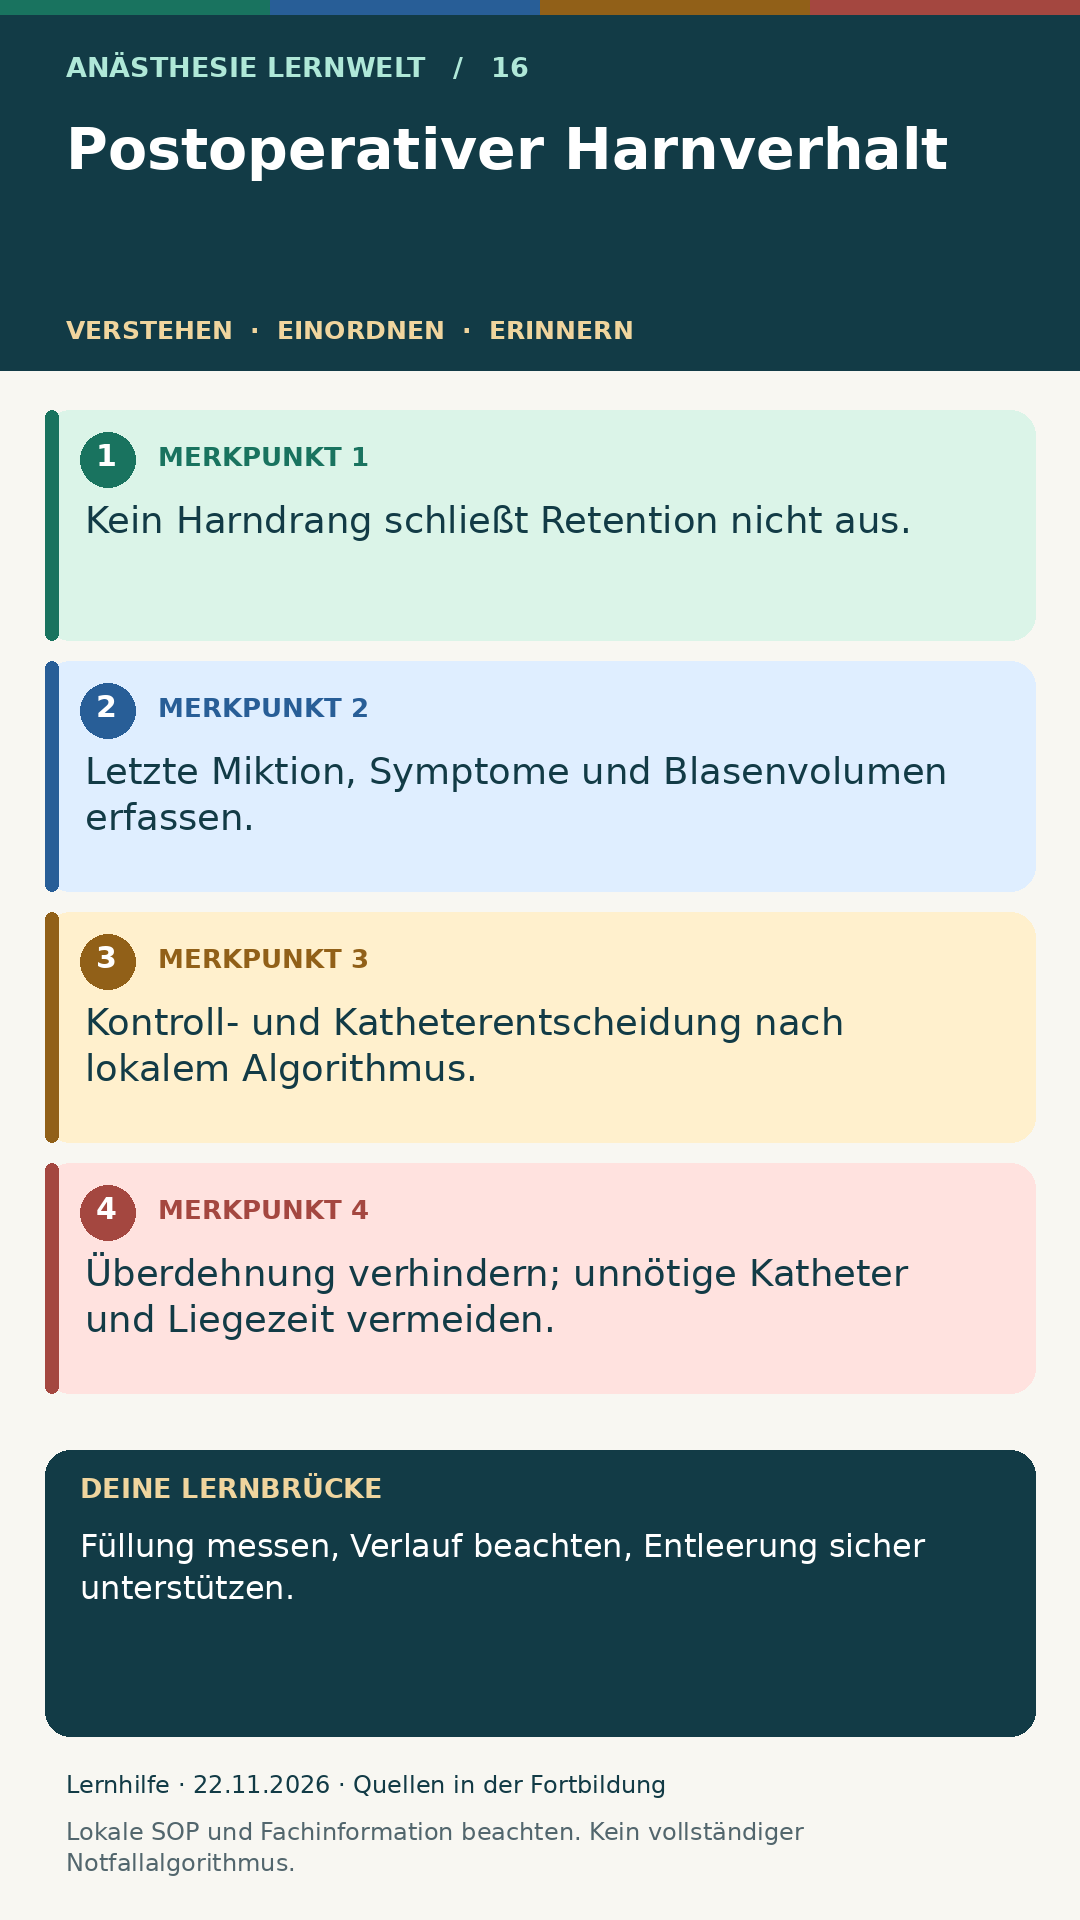 ANÄSTHESIE LERNWELT / 16
Postoperativer Harnverhalt
VERSTEHEN · EINORDNEN · ERINNERN
1 MERKPUNKT 1
Kein Harndrang schließt Retention nicht aus.
2 MERKPUNKT 2
Letzte Miktion, Symptome und Blasenvolumen
erfassen.
3 MERKPUNKT 3
Kontroll- und Katheterentscheidung nach
lokalem Algorithmus.
4 MERKPUNKT 4
Überdehnung verhindern; unnötige Katheter
und Liegezeit vermeiden.
DEINE LERNBRÜCKE
Füllung messen, Verlauf beachten, Entleerung sicher
unterstützen.
Lernhilfe · 22.11.2026 · Quellen in der Fortbildung
Lokale SOP und Fachinformation beachten. Kein vollständiger
Notfallalgorithmus.